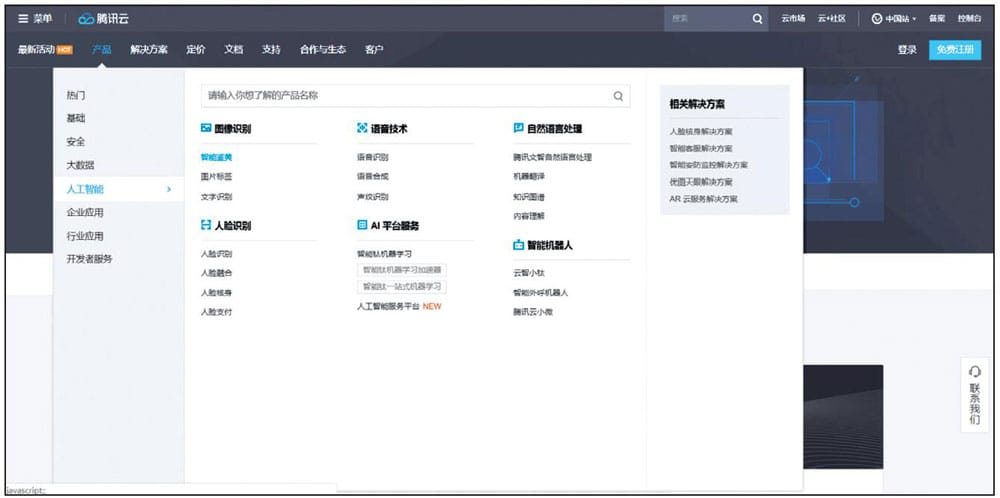 菜单
腾讯云
搜索
云市场
云+社区
中国站
备案
控制台
最新活动 HOT
产品
解决方案
定价
文档
支持
合作与生态
客户
登录
免费注册
热门
基础
安全
大数据
人工智能
企业应用
行业应用
开发者服务
请输入你想了解的产品名称
图像识别
智能鉴黄
图片标签
文字识别
人脸识别
人脸识别
人脸融合
人脸核身
人脸支付
语音技术
语音识别
语音合成
声纹识别
AI 平台服务
智能钛机器学习
智能钛机器学习加速器
智能钛一站式机器学习
人工智能服务平台 NEW
自然语言处理
腾讯文智自然语言处理
机器翻译
知识图谱
内容理解
智能机器人
云智小钛
智能外呼机器人
腾讯云小微
相关解决方案
人脸核身解决方案
智能客服解决方案
智能安防监控解决方案
优图天眼解决方案
AR 云服务解决方案
联系我们
javascript:;